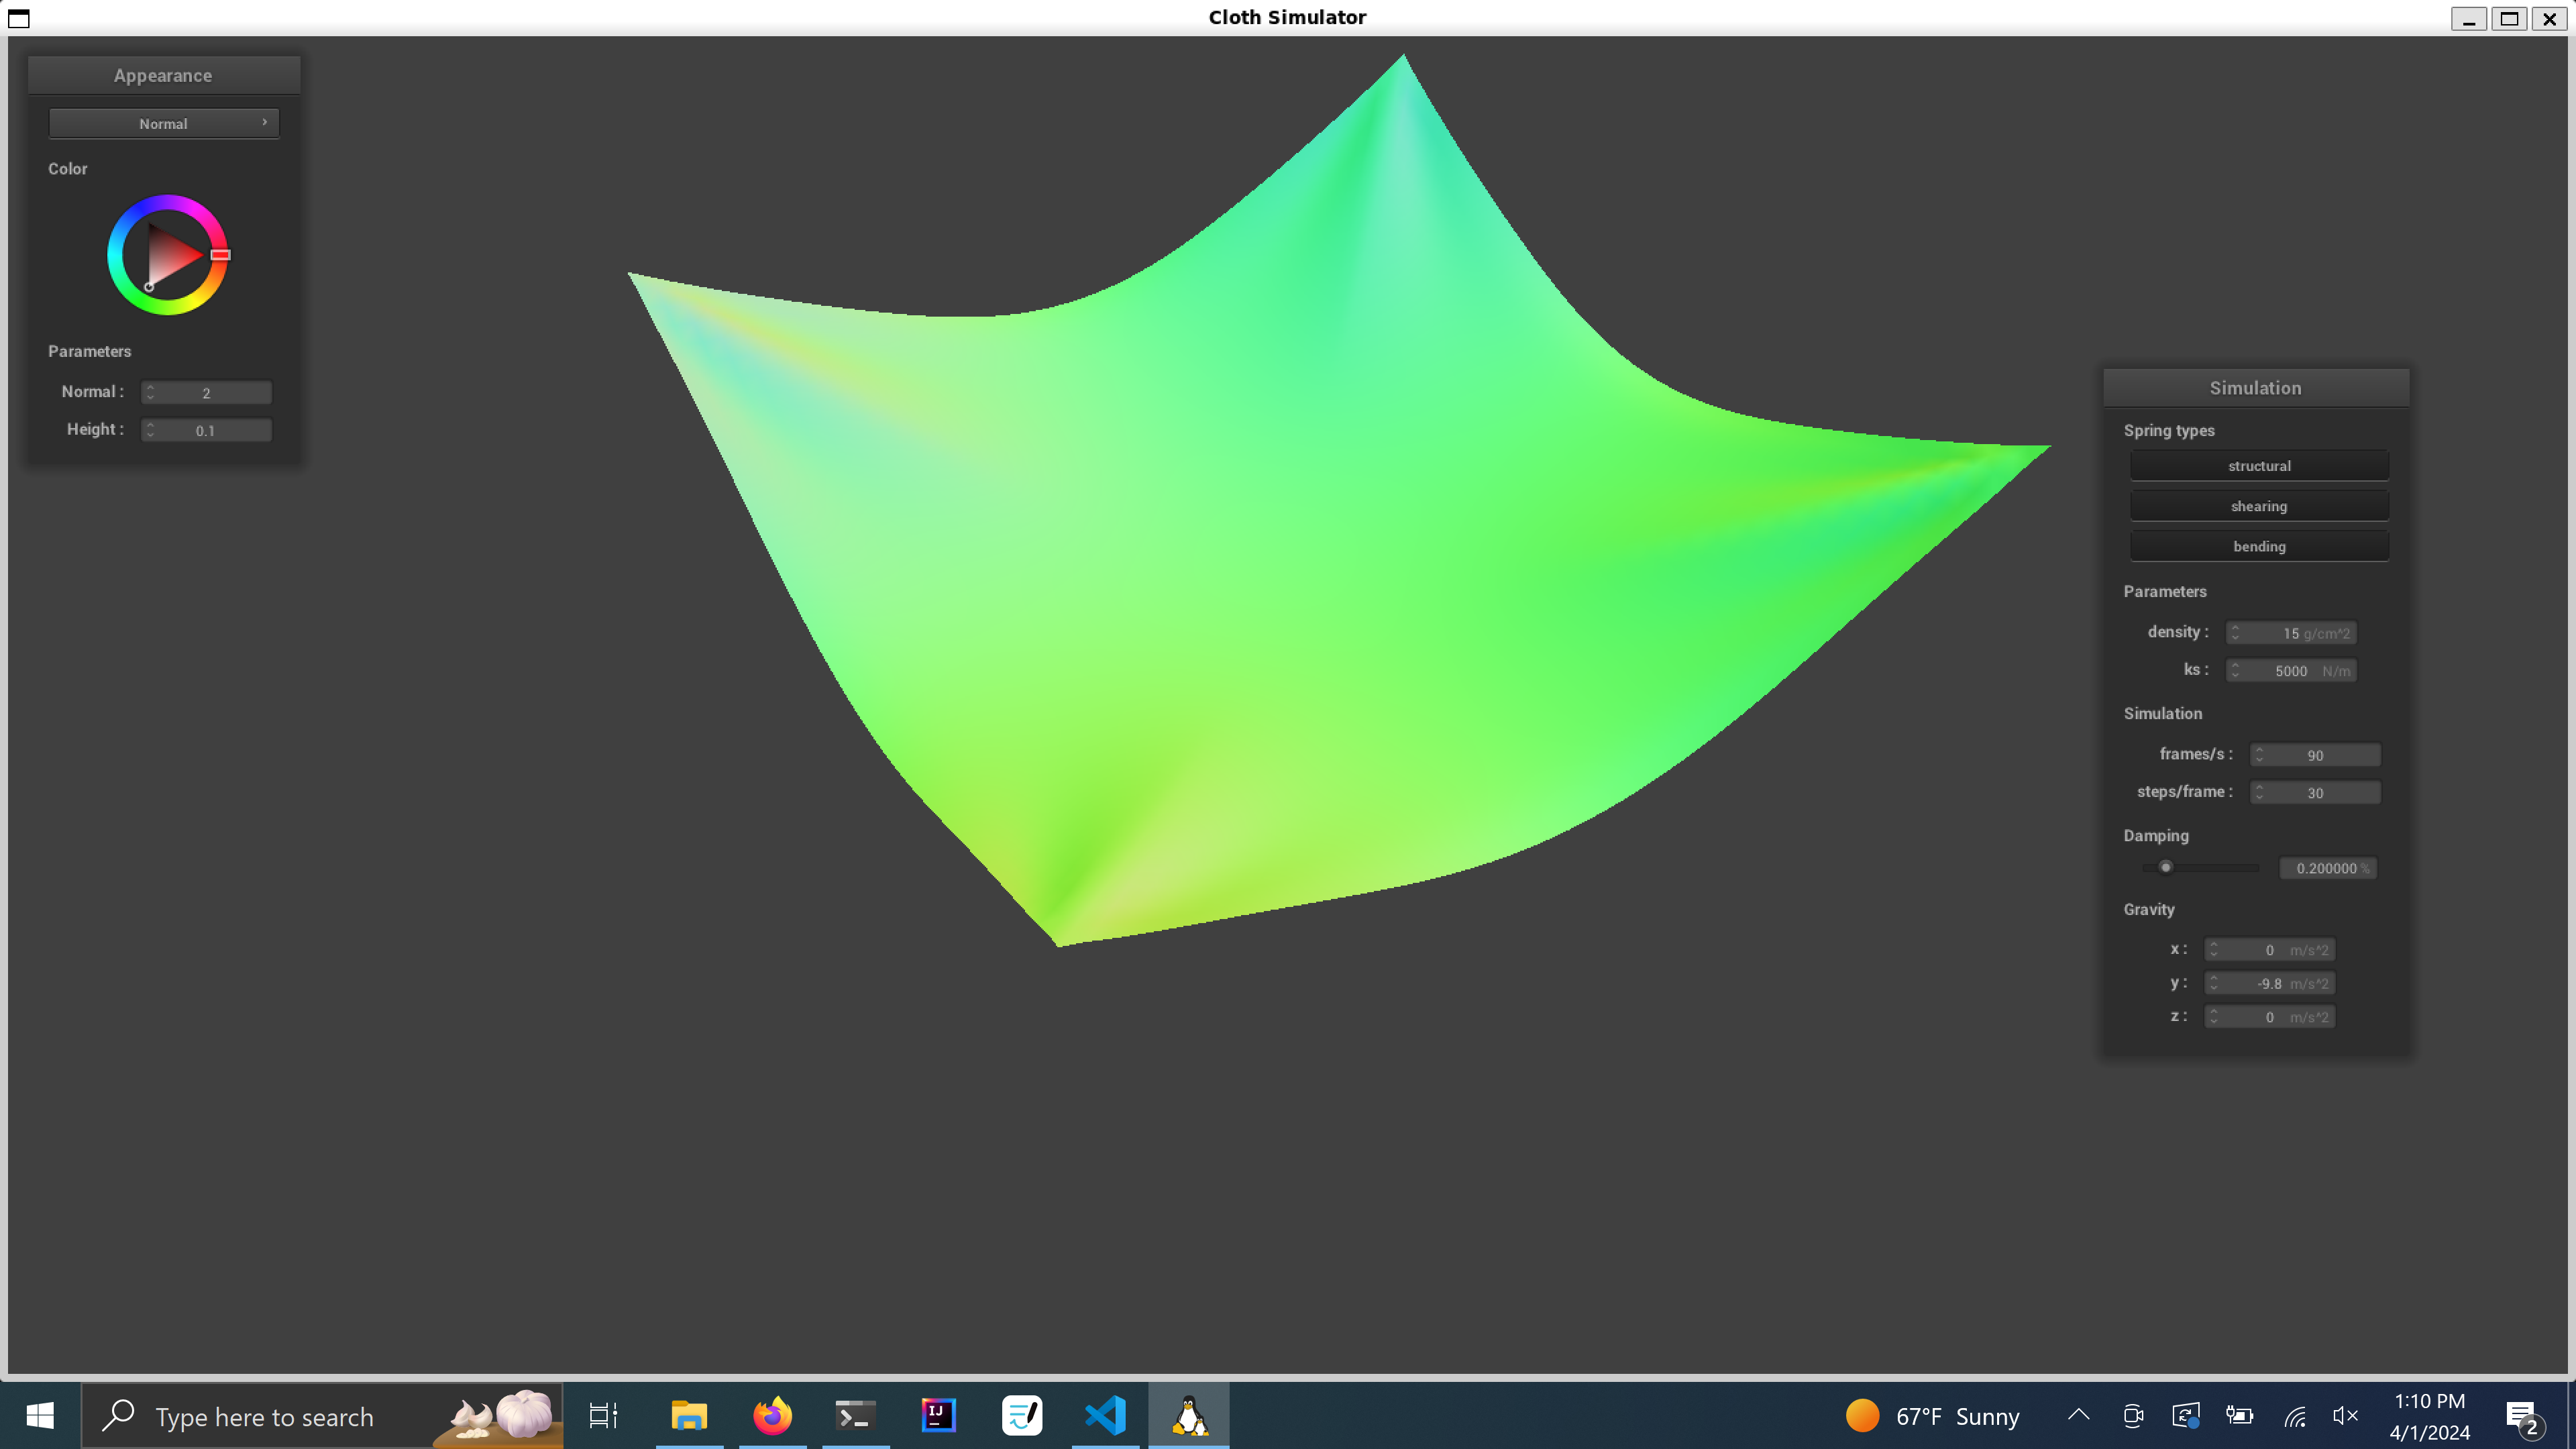 Cloth Simulator
Appearance
Normal
Color
Parameters
Normal : 2
Height : 0.1
Simulation
Spring types
structural
shearing
bending
Parameters
density : 15 g/cm^2
ks : 5000 N/m
Simulation
frames/s : 90
steps/frame : 30
Damping
0.200000 %
Gravity
x : 0 m/s^2
y : -9.8 m/s^2
z : 0 m/s^2
Type here to search
IJ
67°F Sunny
1:10 PM
4/1/2024
2